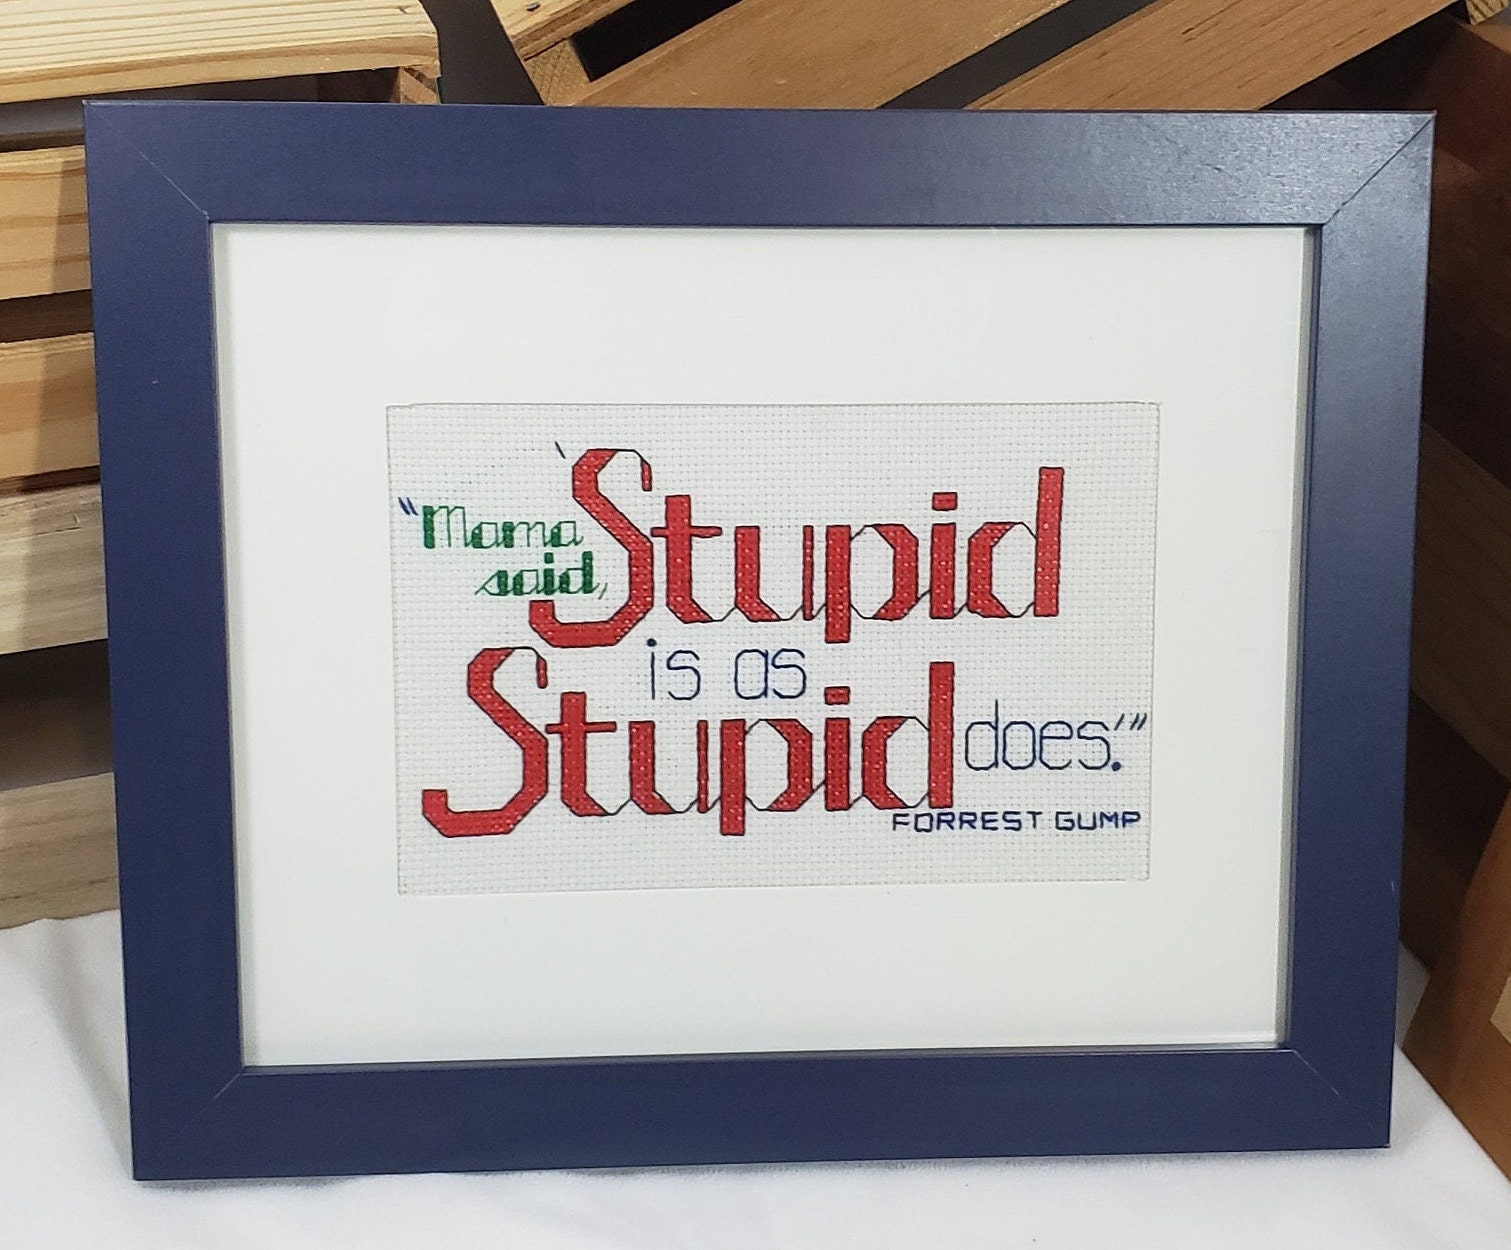 "Mama said, 'Stupid
is as
Stupid does.'"
FORREST GUMP